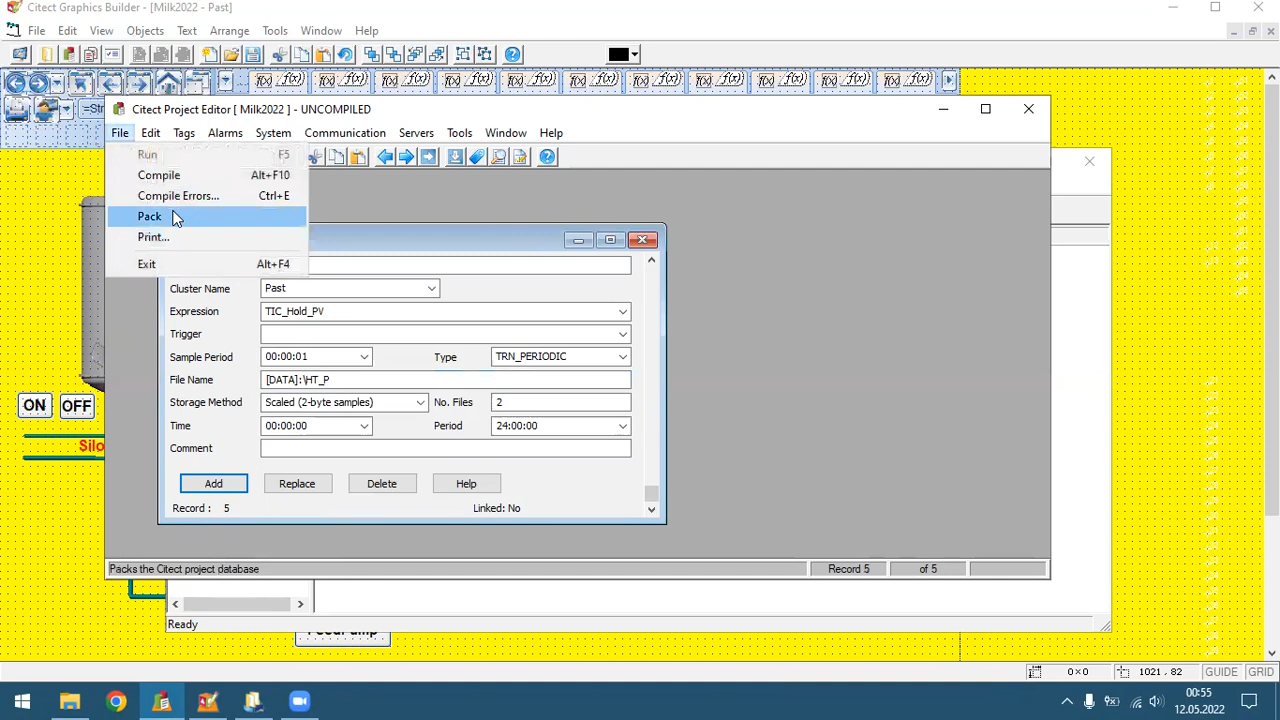 Citect Graphics Builder - [Milk2022 - Past]
File Edit View Objects Text Arrange Tools Window Help
=Str
Citect Project Editor [ Milk2022 ] - UNCOMPILED
File Edit Tags Alarms System Communication Servers Tools Window Help
Run F5
Compile Alt+F10
Compile Errors... Ctrl+E
Pack
Print...
Exit Alt+F4
Cluster Name Past
Expression TIC_Hold_PV
Trigger
Sample Period 00:00:01 Type TRN_PERIODIC
File Name [DATA]:\HT_P
Storage Method Scaled (2-byte samples) No. Files 2
Time 00:00:00 Period 24:00:00
Comment
Add Replace Delete Help
Record : 5 Linked: No
ON OFF
Silo
Packs the Citect project database Record 5 of 5
Ready
0×0 1021 , 82 GUIDE GRID
00:55
12.05.2022